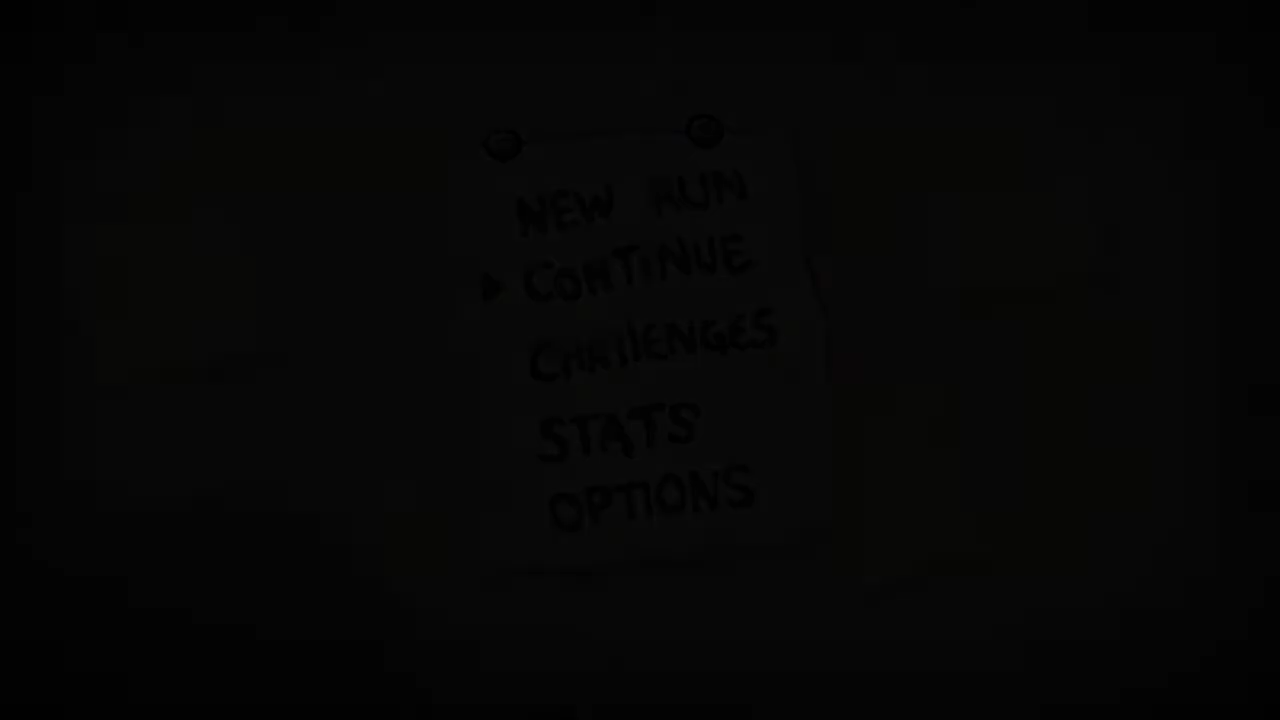 NEW RUN
CONTINUE
CHALLENGES
STATS
OPTIONS